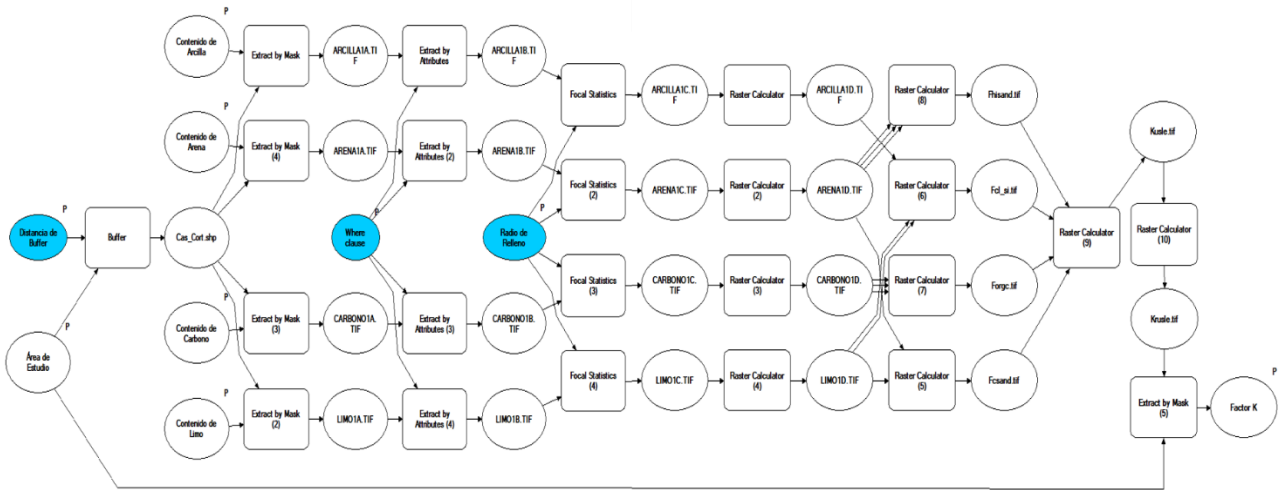 P
Contenido de
Arcilla
Extract by Mask
ARCILLA1A.TI
F
Extract by
Attributes
ARCILLA1B.TI
F
Focal Statistics
ARCILLA1C.TI
F
Raster Calculator
ARCILLA1D.TI
F
Raster Calculator
(8)
Fhisand.tif
P
Contenido de
Arena
Extract by Mask
(4)
ARENA1A.TIF
Extract by
Attributes (2)
ARENA1B.TIF
Focal Statistics
(2)
ARENA1C.TIF
Raster Calculator
(2)
ARENA1D.TIF
Raster Calculator
(6)
Fcl_si.tif
Kusle.tif
P
Distancia de
Buffer
Buffer
Cas_Cort.shp
P
Where
clause
P
Radio de
Relleno
Raster Calculator
(9)
Raster Calculator
(10)
P
Área de
Estudio
P
Contenido de
Carbono
Extract by Mask
(3)
CARBONO1A.
TIF
Extract by
Attributes (3)
CARBONO1B.
TIF
Focal Statistics
(3)
CARBONO1C.
TIF
Raster Calculator
(3)
CARBONO1D.
TIF
Raster Calculator
(7)
Forgc.tif
Krusle.tif
P
Contenido de
Limo
Extract by Mask
(2)
LIMO1A.TIF
Extract by
Attributes (4)
LIMO1B.TIF
Focal Statistics
(4)
LIMO1C.TIF
Raster Calculator
(4)
LIMO1D.TIF
Raster Calculator
(5)
Fcsand.tif
Extract by Mask
(5)
P
Factor K